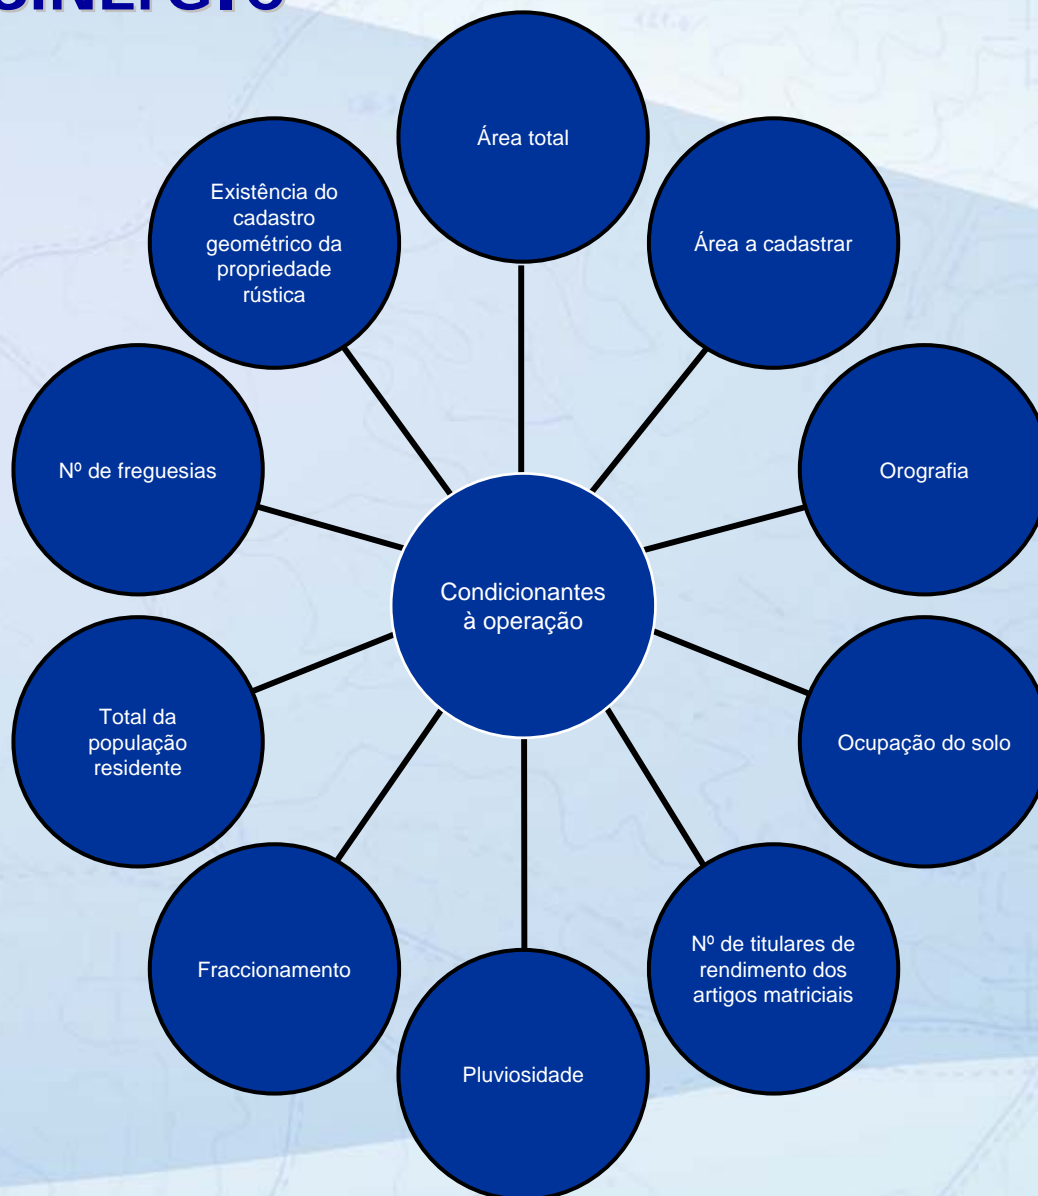 Área total
Área a cadastrar
Orografia
Ocupação do solo
Nº de titulares de
rendimento dos
artigos matriciais
Pluviosidade
Fraccionamento
Total da
população
residente
Nº de freguesias
Existência do
cadastro
geométrico da
propriedade
rústica
Condicionantes
à operação